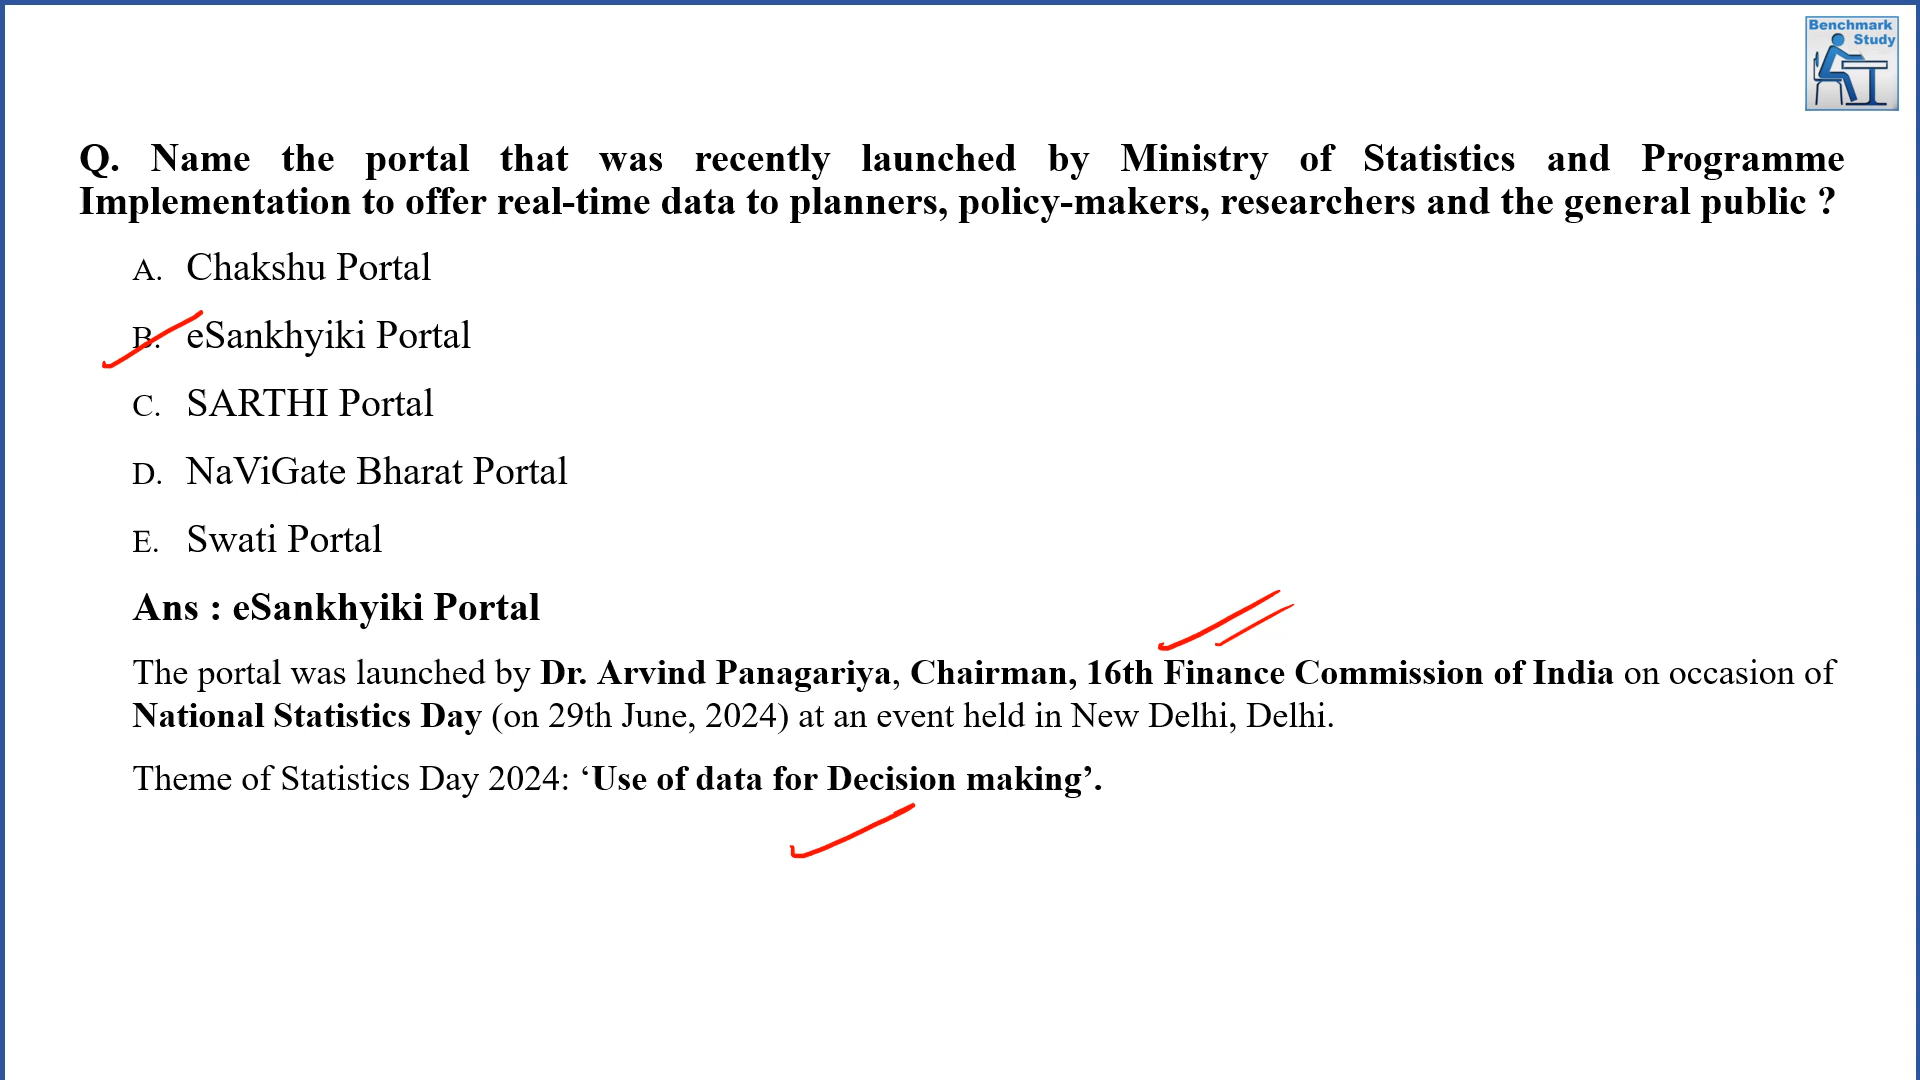 Benchmark
Study
Q. Name the portal that was recently launched by Ministry of Statistics and Programme
Implementation to offer real-time data to planners, policy-makers, researchers and the general public ?
A. Chakshu Portal
B. eSankhyiki Portal
C. SARTHI Portal
D. NaViGate Bharat Portal
E. Swati Portal
Ans : eSankhyiki Portal
The portal was launched by Dr. Arvind Panagariya, Chairman, 16th Finance Commission of India on occasion of
National Statistics Day (on 29th June, 2024) at an event held in New Delhi, Delhi.
Theme of Statistics Day 2024: ‘Use of data for Decision making’.